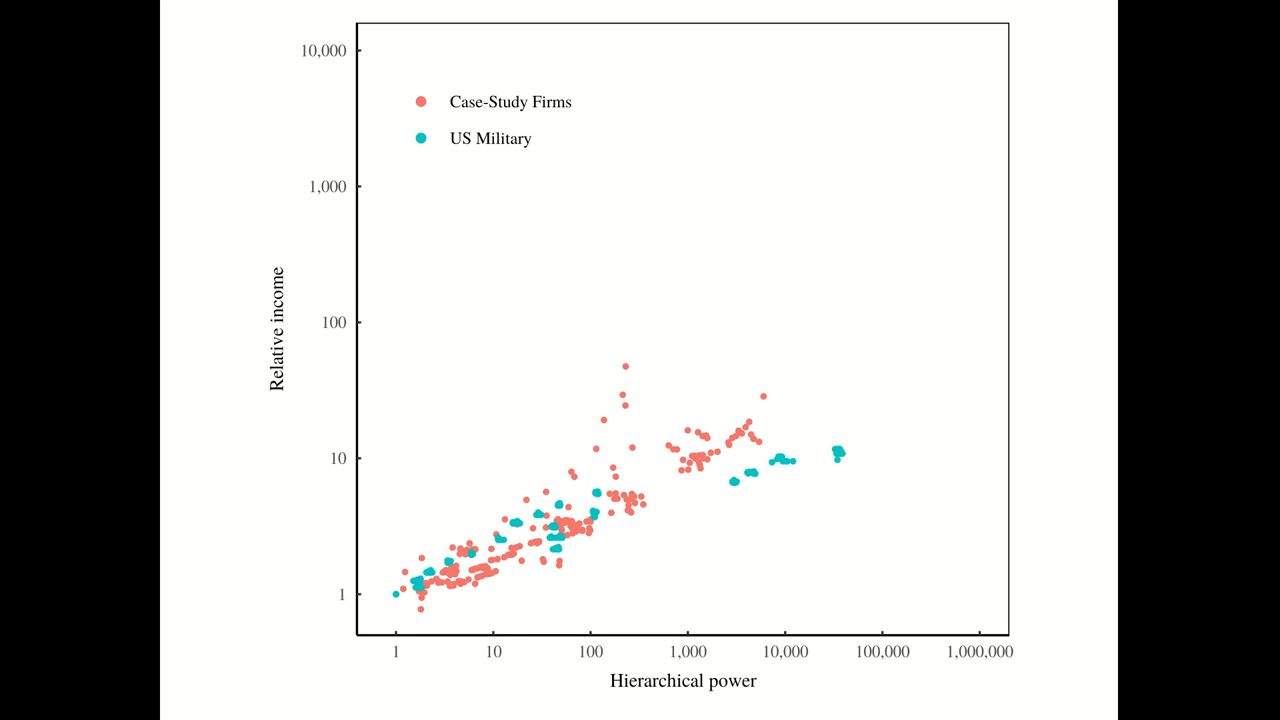 10,000
Case-Study Firms
US Military
1,000
Relative income
100
10
1
1 10 100 1,000 10,000 100,000 1,000,000
Hierarchical power